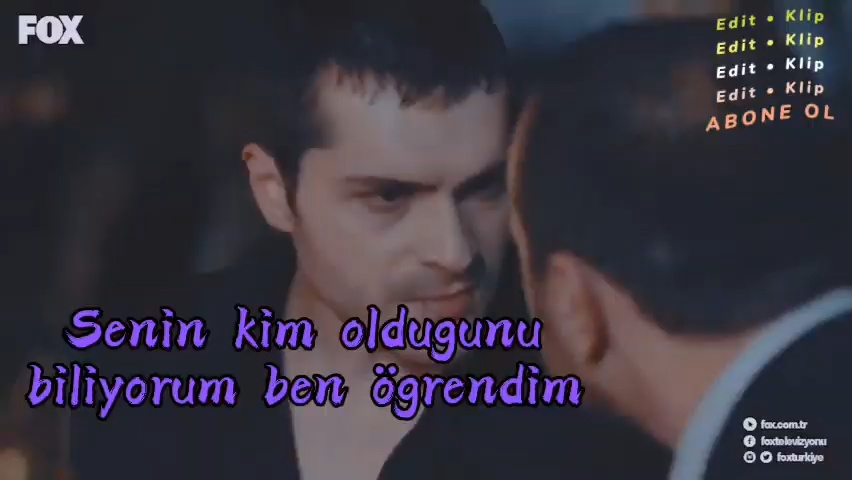 FOX
Edit • Klip
Edit • Klip
Edit • Klip
Edit • Klip
ABONE OL
Senin kim oldugunu
biliyorum ben ögrendim
fox.com.tr
foxtelevizyonu
foxturkiye